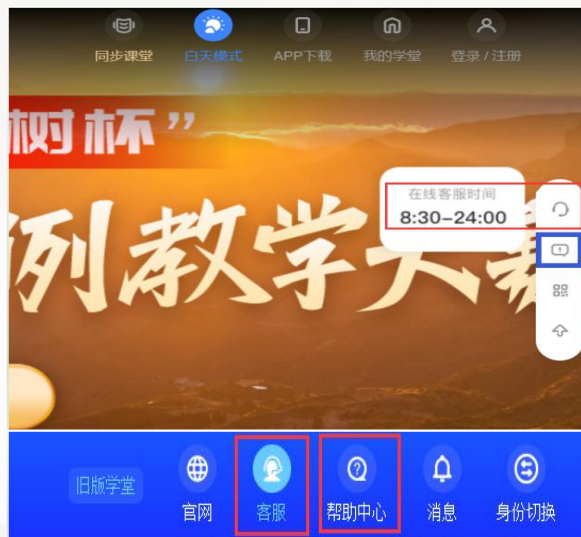 同步课堂 白天模式 APP下载 我的学堂 登录 / 注册
树杯”
在线客服时间
8:30-24:00
例教学大赛
旧版学堂 官网 客服 帮助中心 消息 身份切换